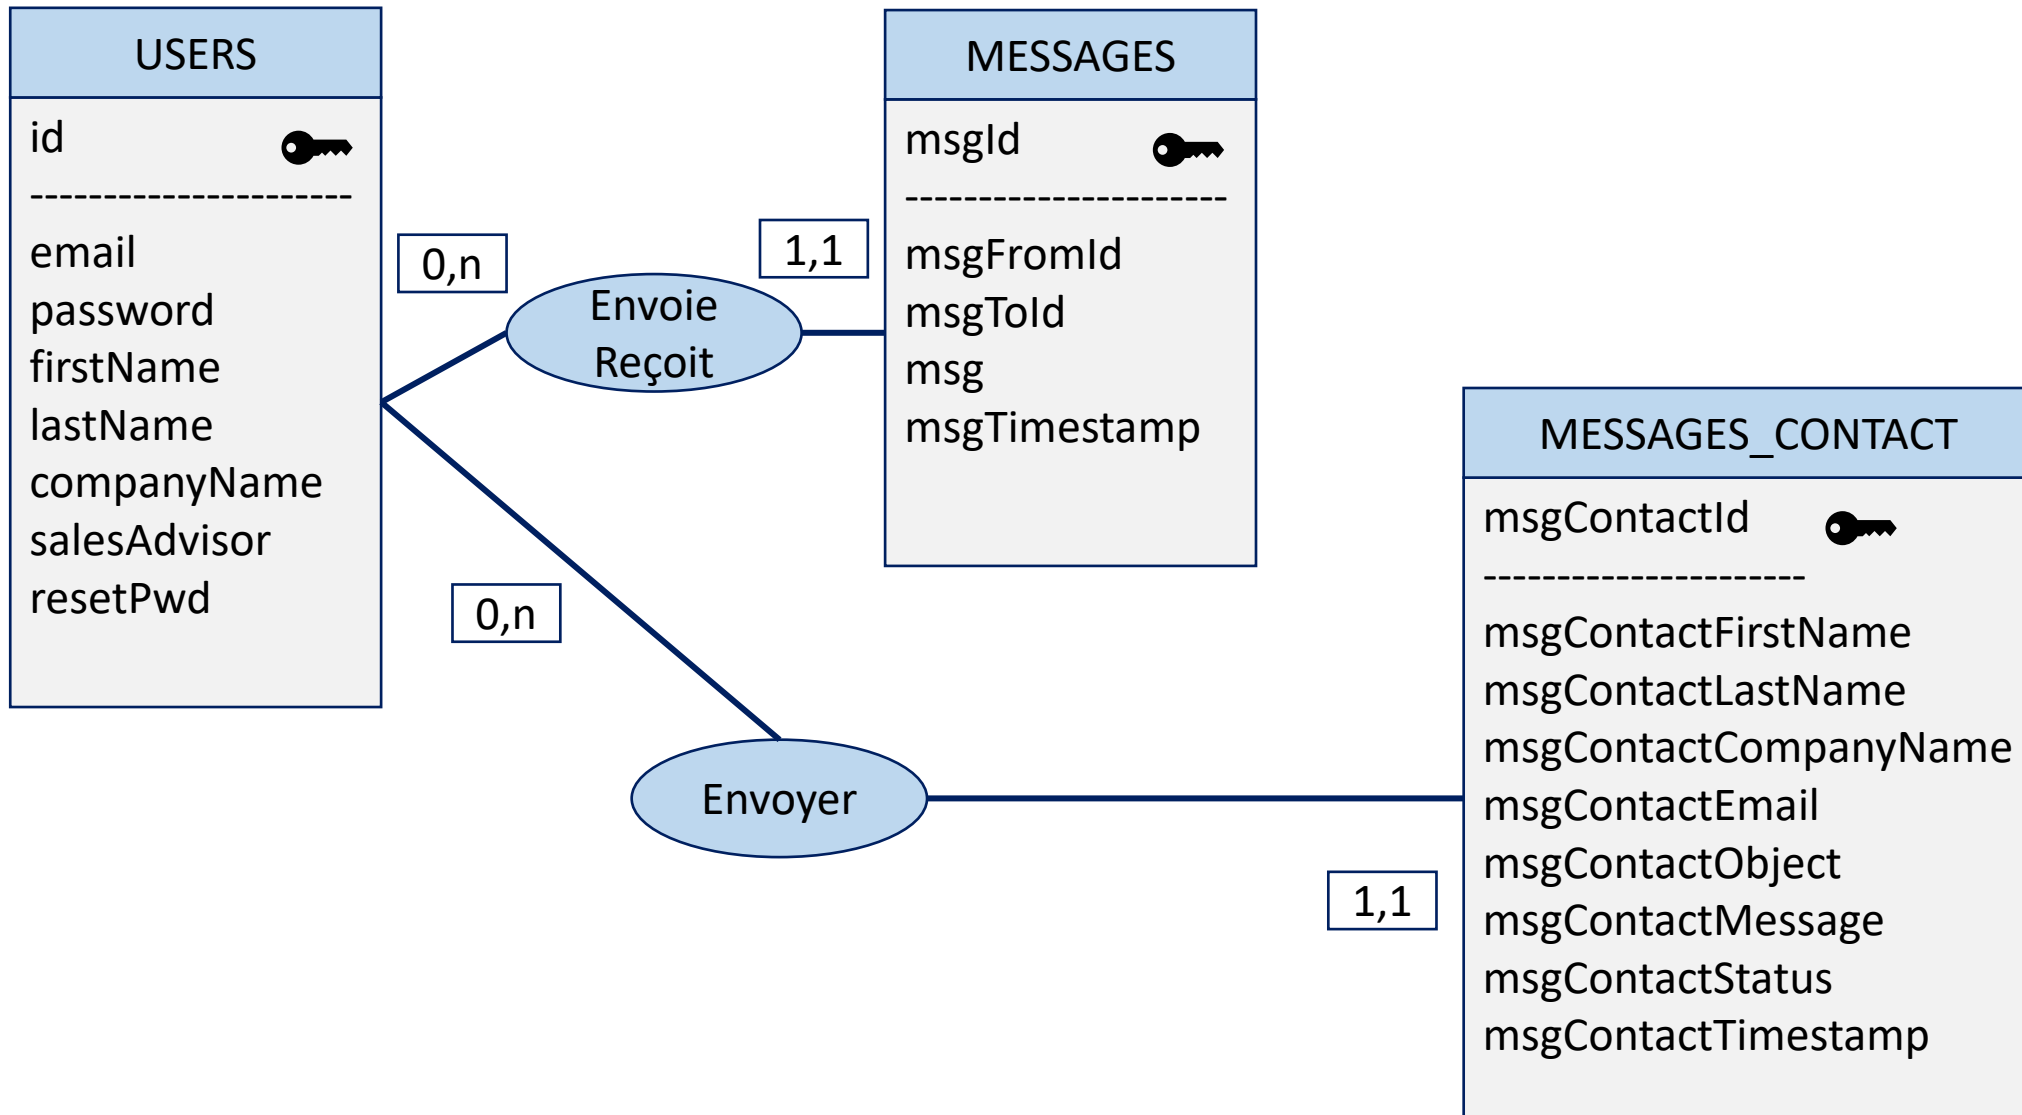 USERS
id
----------------------
email
password
firstName
lastName
companyName
salesAdvisor
resetPwd
0,n
Envoie
Reçoit
1,1
MESSAGES
msgId
----------------------
msgFromId
msgToId
msg
msgTimestamp
0,n
Envoyer
1,1
MESSAGES_CONTACT
msgContactId
----------------------
msgContactFirstName
msgContactLastName
msgContactCompanyName
msgContactEmail
msgContactObject
msgContactMessage
msgContactStatus
msgContactTimestamp